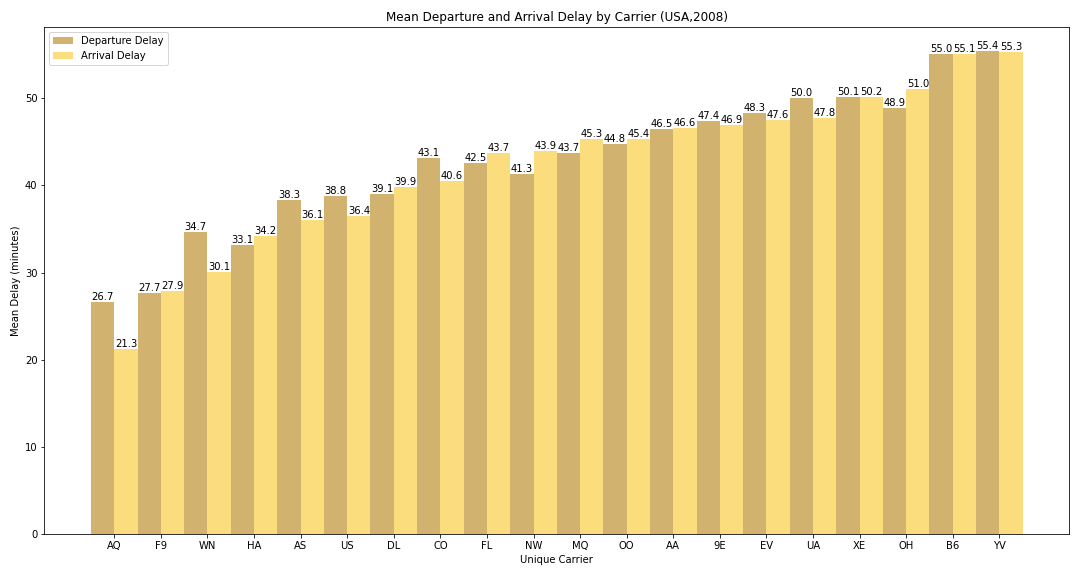 Mean Departure and Arrival Delay by Carrier (USA,2008)
Departure Delay
Arrival Delay
Mean Delay (minutes)
50
40
30
20
10
0
26.7 21.3 27.7 27.9 34.7 30.1 33.1 34.2 38.3 36.1 38.8 36.4 39.1 39.9 43.1 40.6 42.5 43.7 41.3 43.9 43.7 45.3 44.8 45.4 46.5 46.6 47.4 46.9 48.3 47.6 50.0 47.8 50.1 50.2 48.9 51.0 55.0 55.1 55.4 55.3
AQ F9 WN HA AS US DL CO FL NW MQ OO AA 9E EV UA XE OH B6 YV
Unique Carrier